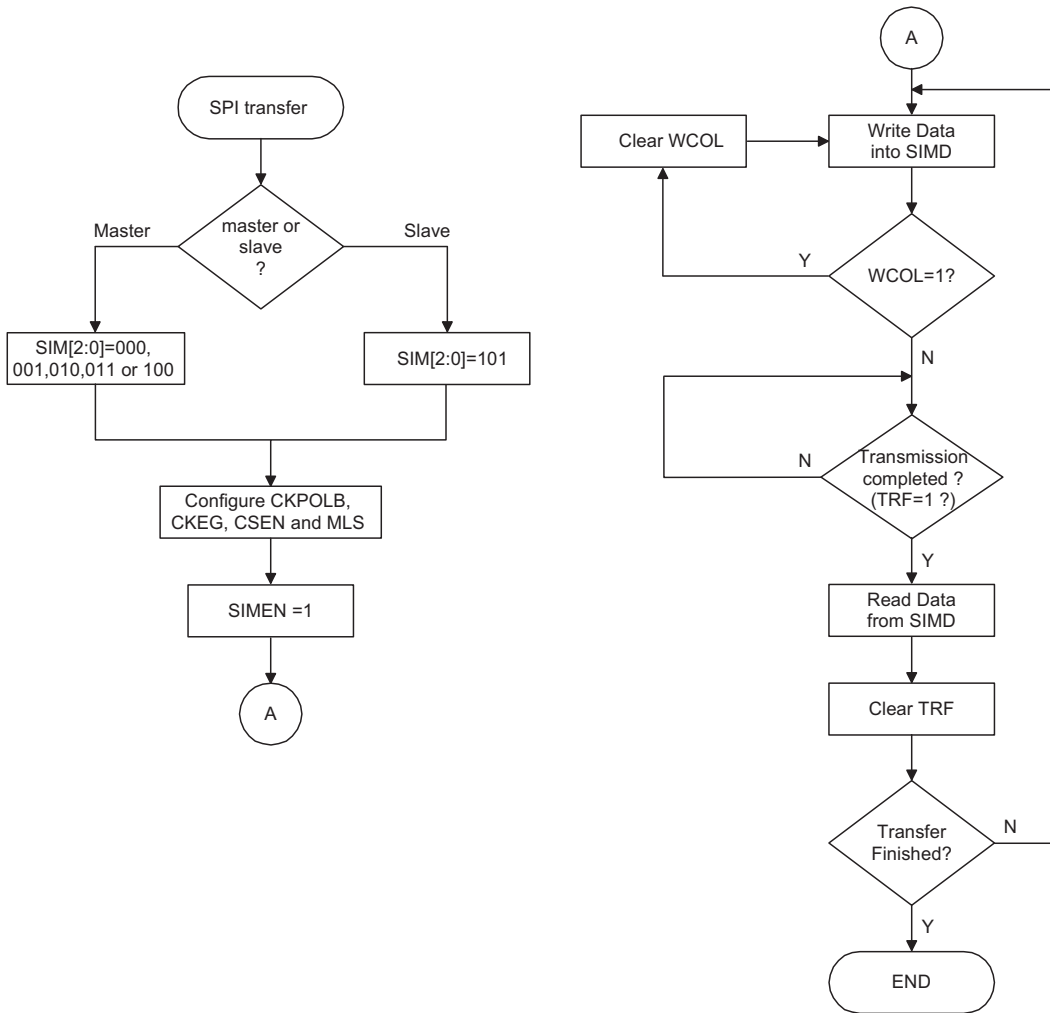 SPI transfer
master or
slave
?
Master
Slave
SIM[2:0]=000,
001,010,011 or 100
SIM[2:0]=101
Configure CKPOLB,
CKEG, CSEN and MLS
SIMEN =1
A
A
Write Data
into SIMD
Clear WCOL
WCOL=1?
Y
N
Transmission
completed ?
(TRF=1 ?)
N
Y
Read Data
from SIMD
Clear TRF
Transfer
Finished?
N
Y
END